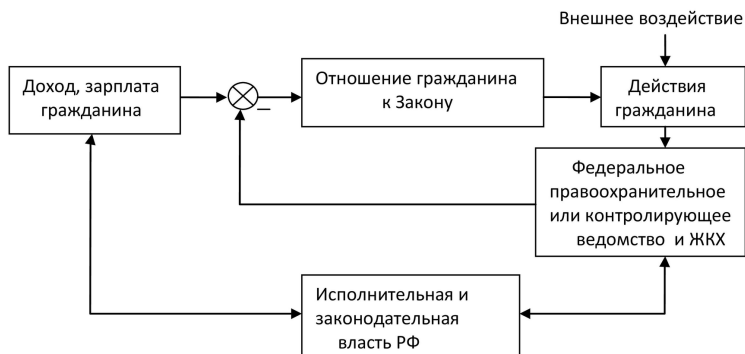 Внешнее воздействие
Доход, зарплата
гражданина
Отношение гражданина
к Закону
Действия
гражданина
Федеральное
правоохранительное
или контролирующее
ведомство и ЖКХ
Исполнительная и
законодательная
власть РФ